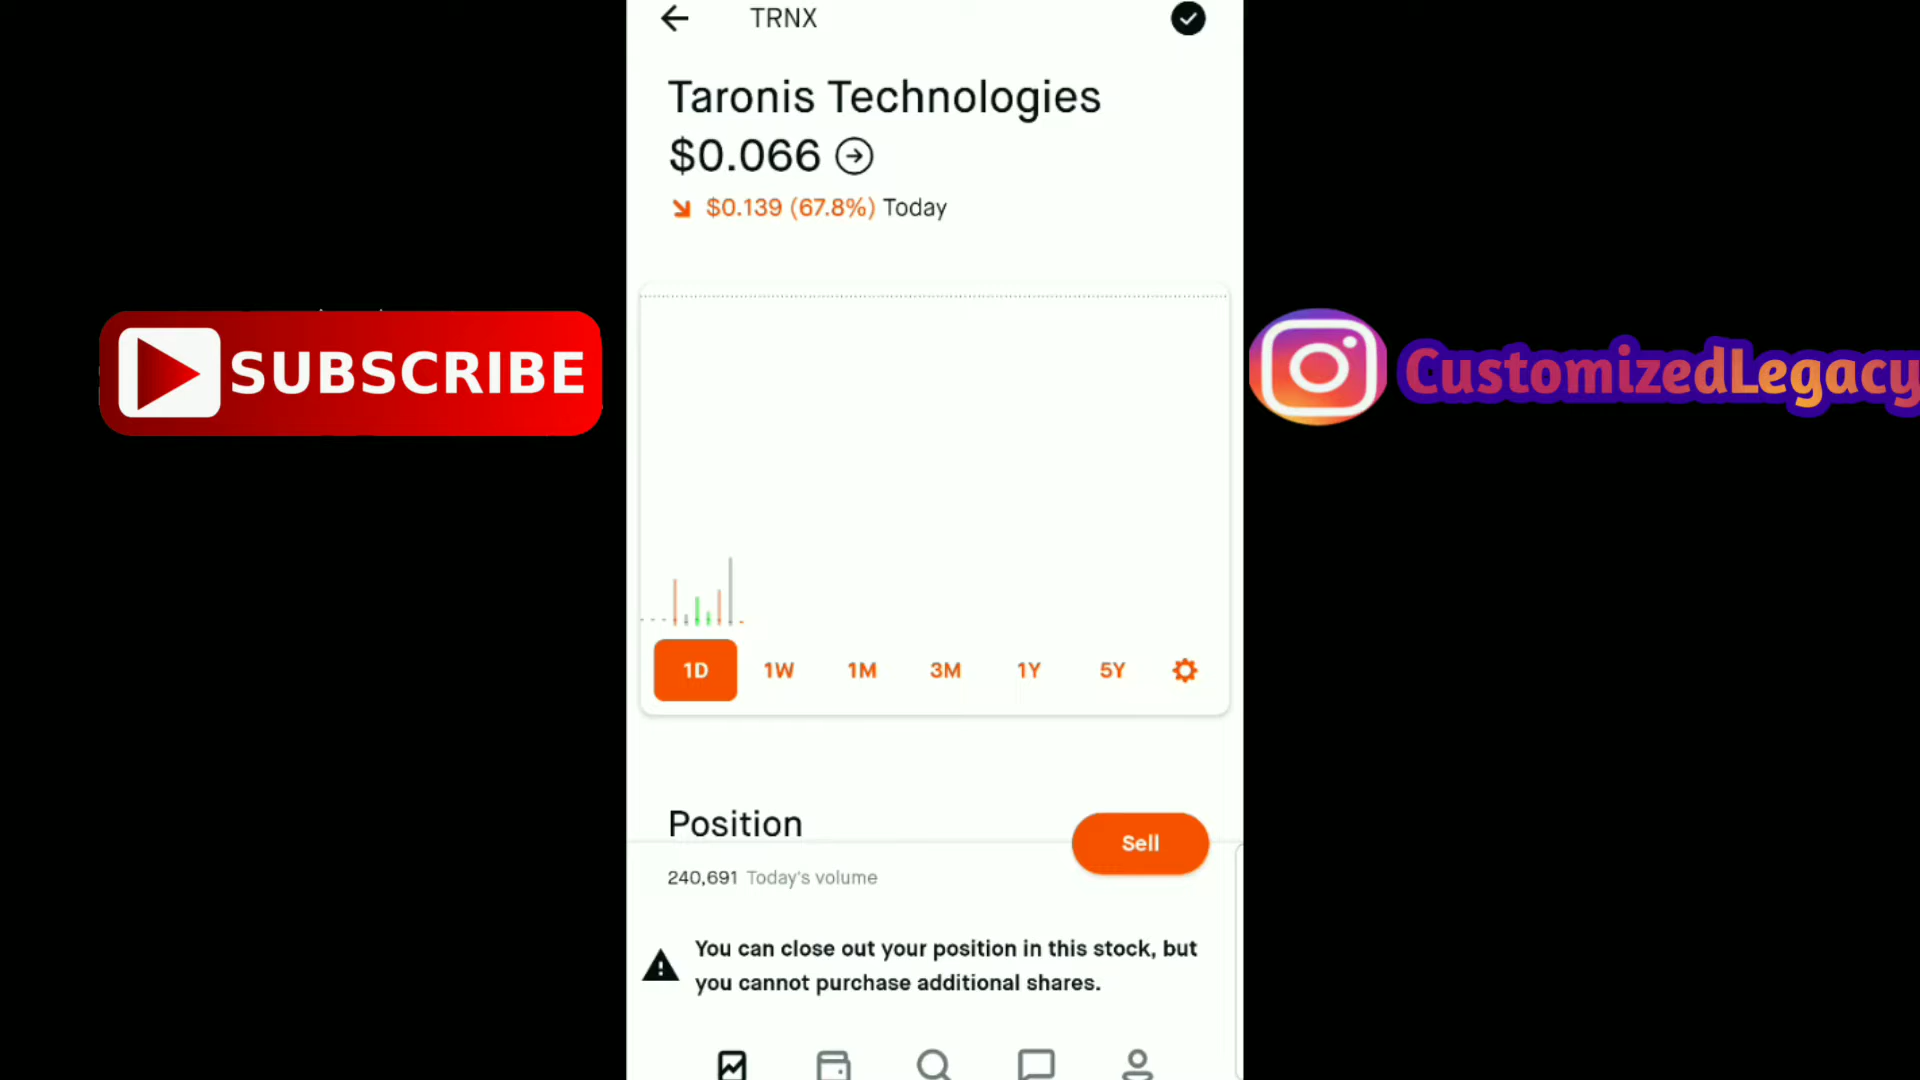 TRNX
Taronis Technologies
$0.066
$0.139 (67.8%) Today
SUBSCRIBE
CustomizedLegacy
1D 1W 1M 3M 1Y 5Y
Position
Sell
240,691 Today's volume
You can close out your position in this stock, but
you cannot purchase additional shares.